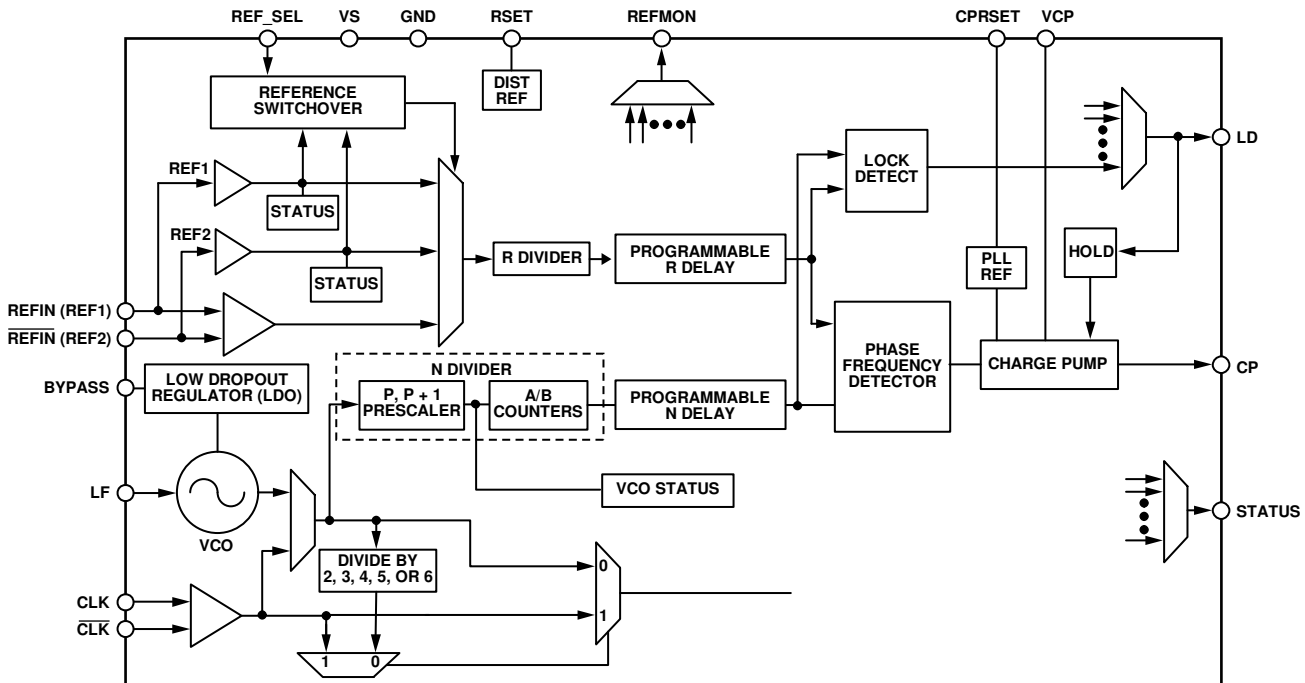 REF_SEL
VS
GND
RSET
REFMON
CPRSET
VCP
REFERENCE
SWITCHOVER
DIST
REF
LD
LOCK
DETECT
REF1
STATUS
REF2
STATUS
R DIVIDER
PROGRAMMABLE
R DELAY
PLL
REF
HOLD
REFIN (REF1)
REFIN (REF2)
PHASE
FREQUENCY
DETECTOR
CHARGE PUMP
CP
BYPASS
LOW DROPOUT
REGULATOR (LDO)
N DIVIDER
P, P + 1
PRESCALER
A/B
COUNTERS
PROGRAMMABLE
N DELAY
LF
VCO
VCO STATUS
STATUS
DIVIDE BY
2, 3, 4, 5, OR 6
0
CLK
CLK
1
1
0